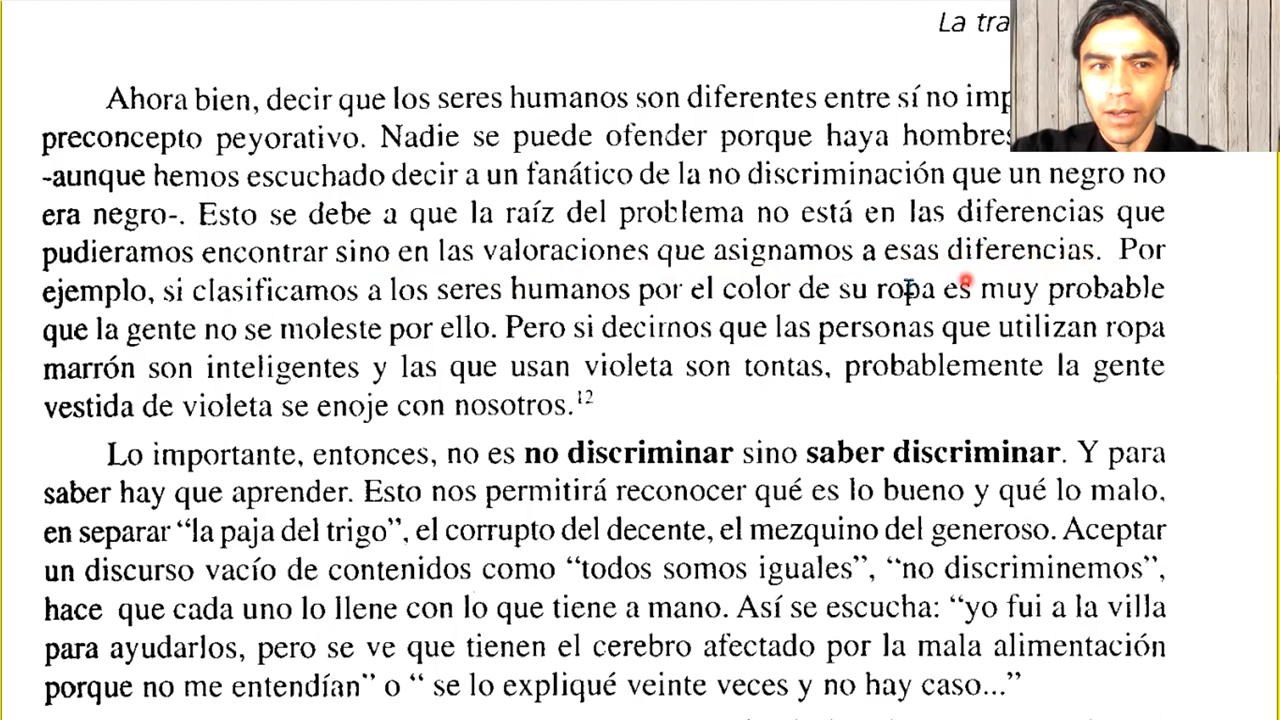 La tra
Ahora bien, decir que los seres humanos son diferentes entre sí no imp
preconcepto peyorativo. Nadie se puede ofender porque haya hombres
-aunque hemos escuchado decir a un fanático de la no discriminación que un negro no
era negro-. Esto se debe a que la raíz del problema no está en las diferencias que
pudieramos encontrar sino en las valoraciones que asignamos a esas diferencias. Por
ejemplo, si clasificamos a los seres humanos por el color de su ropa es muy probable
que la gente no se moleste por ello. Pero si decimos que las personas que utilizan ropa
marrón son inteligentes y las que usan violeta son tontas, probablemente la gente
vestida de violeta se enoje con nosotros.12
Lo importante, entonces, no es no discriminar sino saber discriminar. Y para
saber hay que aprender. Esto nos permitirá reconocer qué es lo bueno y qué lo malo,
en separar “la paja del trigo”, el corrupto del decente, el mezquino del generoso. Aceptar
un discurso vacío de contenidos como “todos somos iguales”, “no discriminemos”,
hace que cada uno lo llene con lo que tiene a mano. Así se escucha: “yo fui a la villa
para ayudarlos, pero se ve que tienen el cerebro afectado por la mala alimentación
porque no me entendían” o “ se lo expliqué veinte veces y no hay caso...”